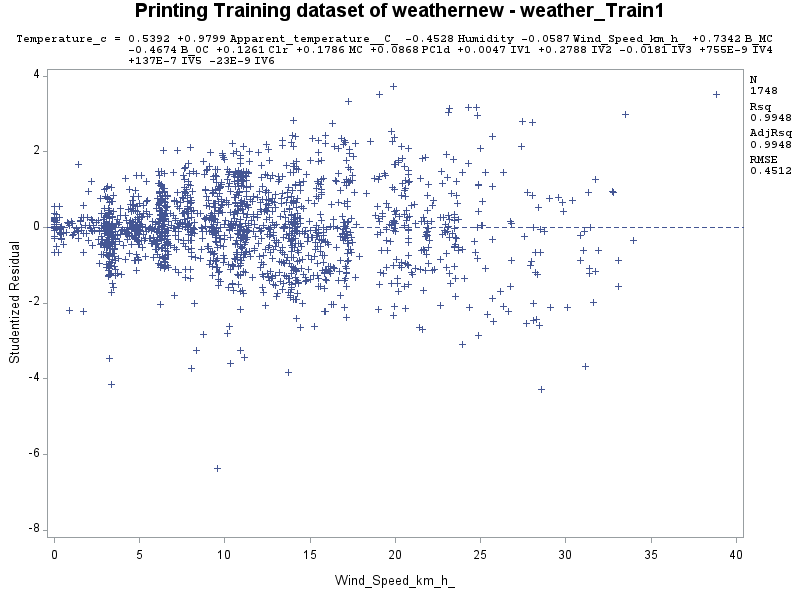 Printing Training dataset of weathernew - weather_Train1
Temperature_c = 0.5392 +0.9799 Apparent_temperature__C_ -0.4528 Humidity -0.0587 Wind_Speed_km_h_ +0.7342 B_MC
-0.4674 B_OC +0.1261 Clr +0.1786 MC +0.0868 PCld +0.0047 IV1 +0.2788 IV2 -0.0181 IV3 +755E-9 IV4
+137E-7 IV5 -23E-9 IV6
N
1748
Rsq
0.9948
AdjRsq
0.9948
RMSE
0.4512
4
2
0
-2
-4
-6
-8
Studentized Residual
0 5 10 15 20 25 30 35 40
Wind_Speed_km_h_